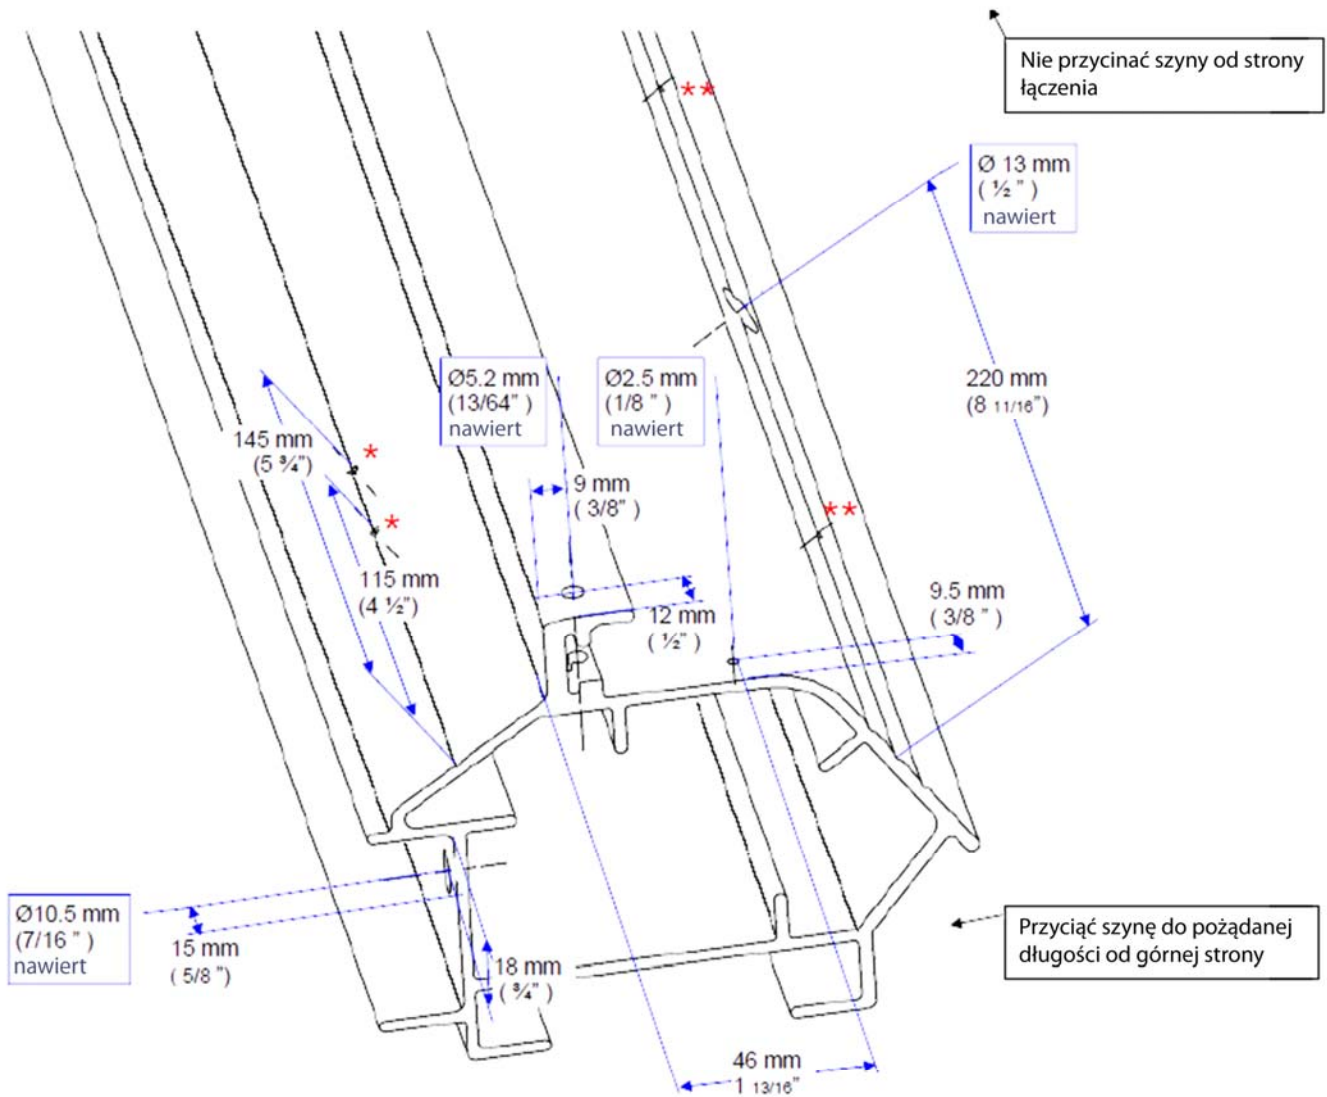 Nie przycinać szyny od strony
łączenia
**
Ø 13 mm
( ½ ” )
nawiert
Ø5.2 mm
(13/64” )
nawiert
Ø2.5 mm
(1/8 ” )
nawiert
220 mm
(8 11/16”)
145 mm
(5 ¾”)
*
9 mm
( 3/8” )
*
**
115 mm
(4 ½”)
12 mm
( ½”)
9.5 mm
( 3/8 ” )
Ø10.5 mm
(7/16 ” )
nawiert
15 mm
( 5/8 ”)
18 mm
( ¾” )
Przyciąć szynę do pożądanej
długości od górnej strony
46 mm
1 13/16”